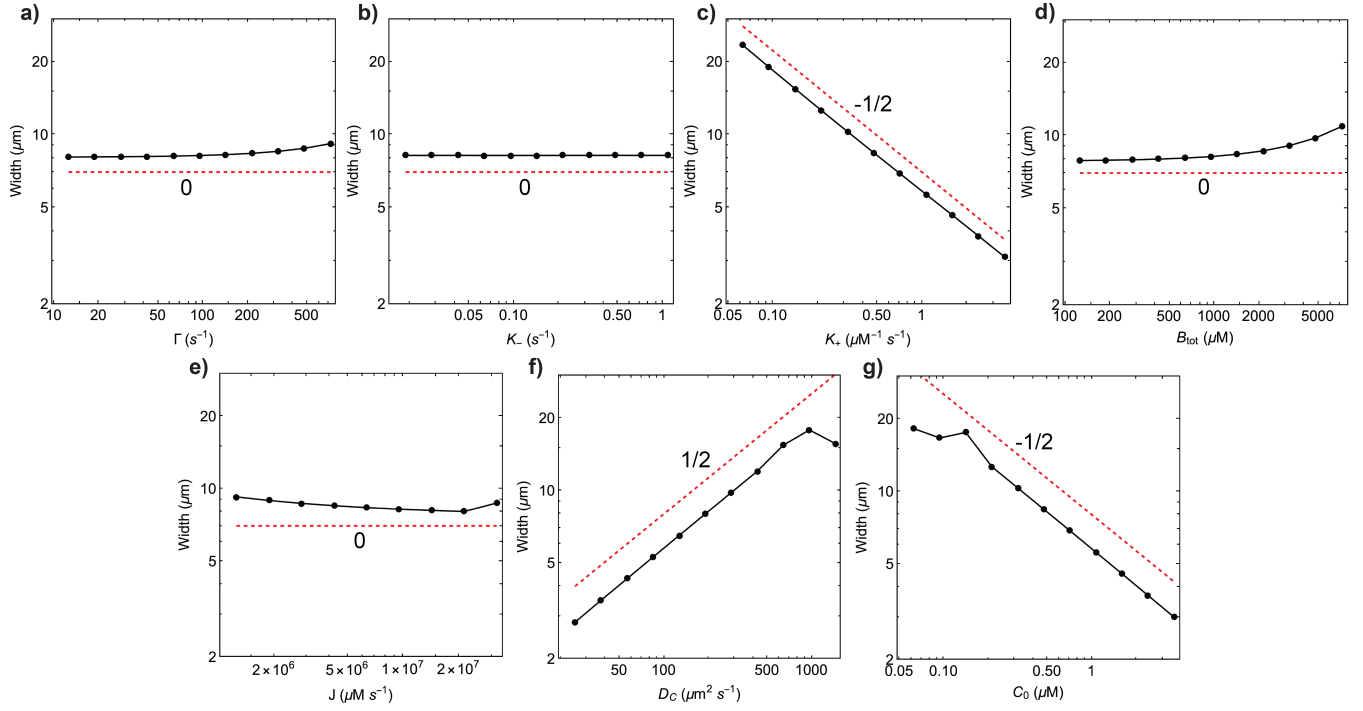 a)
Width (μm)
20
10
5
2
0
10 20 50 100 200 500
Γ (s⁻¹)
b)
Width (μm)
20
10
5
2
0
0.05 0.10 0.50 1
K₋ (s⁻¹)
c)
Width (μm)
20
10
5
2
-1/2
0.05 0.10 0.50 1
K₊ (μM⁻¹ s⁻¹)
d)
Width (μm)
20
10
5
2
0
100 200 500 1000 2000 5000
B_tot (μM)
e)
Width (μm)
20
10
5
2
0
2×10⁶ 5×10⁶ 1×10⁷ 2×10⁷
J (μM s⁻¹)
f)
Width (μm)
20
10
5
2
1/2
50 100 500 1000
D_C (μm² s⁻¹)
g)
Width (μm)
20
10
5
2
-1/2
0.05 0.10 0.50 1
C₀ (μM)